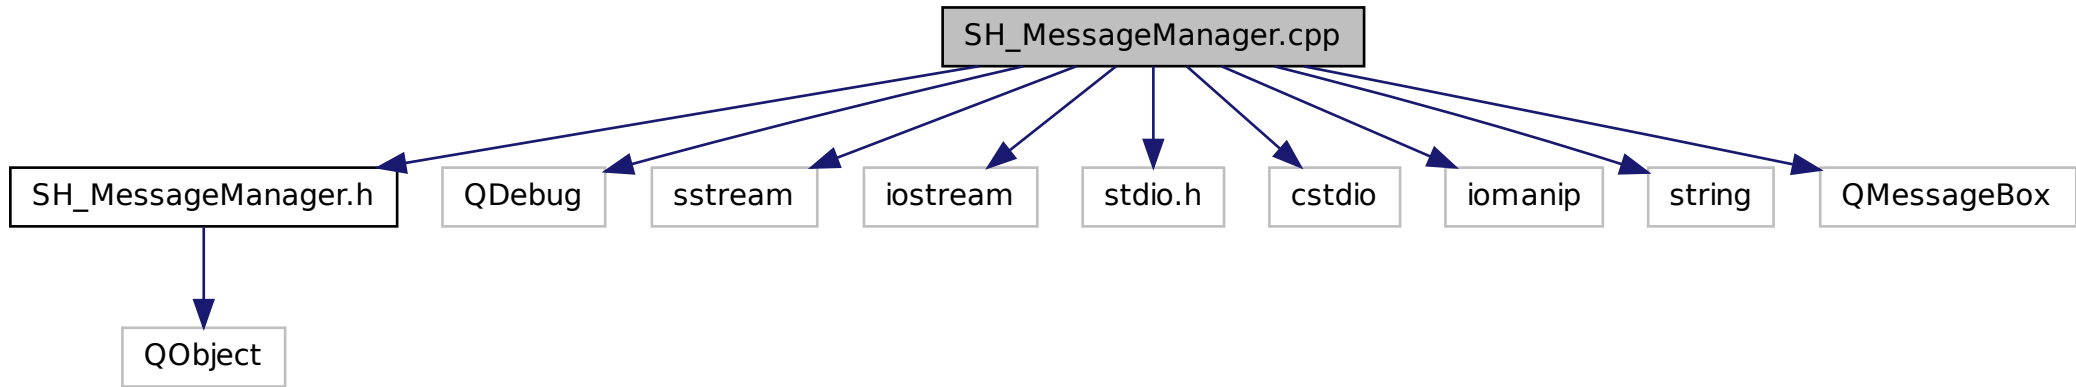 SH_MessageManager.cpp
SH_MessageManager.h
QDebug
sstream
iostream
stdio.h
cstdio
iomanip
string
QMessageBox
QObject